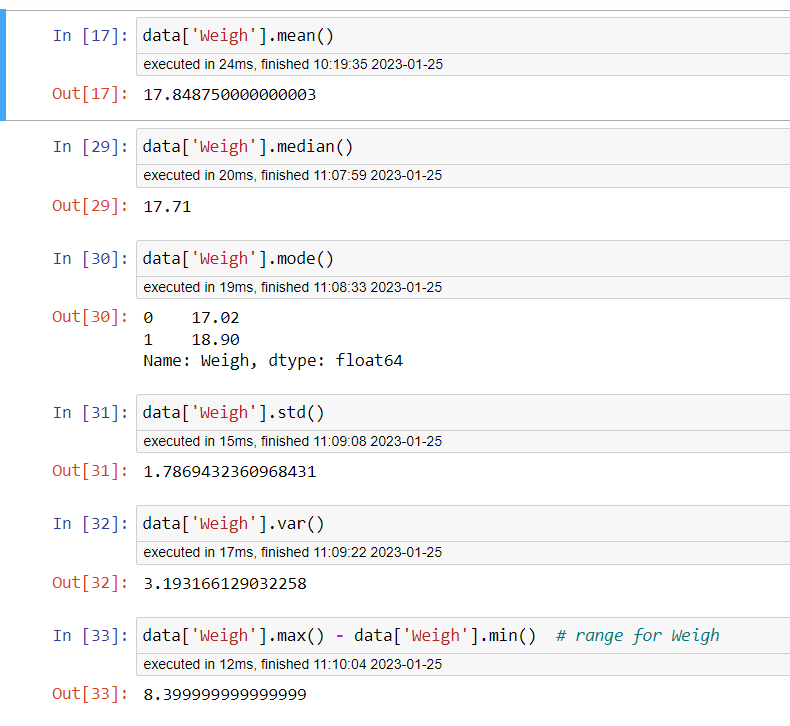 In [17]: data['Weigh'].mean()
executed in 24ms, finished 10:19:35 2023-01-25
Out[17]: 17.848750000000003
In [29]: data['Weigh'].median()
executed in 20ms, finished 11:07:59 2023-01-25
Out[29]: 17.71
In [30]: data['Weigh'].mode()
executed in 19ms, finished 11:08:33 2023-01-25
Out[30]: 0    17.02
1    18.90
Name: Weigh, dtype: float64
In [31]: data['Weigh'].std()
executed in 15ms, finished 11:09:08 2023-01-25
Out[31]: 1.7869432360968431
In [32]: data['Weigh'].var()
executed in 17ms, finished 11:09:22 2023-01-25
Out[32]: 3.193166129032258
In [33]: data['Weigh'].max() - data['Weigh'].min()  # range for Weigh
executed in 12ms, finished 11:10:04 2023-01-25
Out[33]: 8.399999999999999